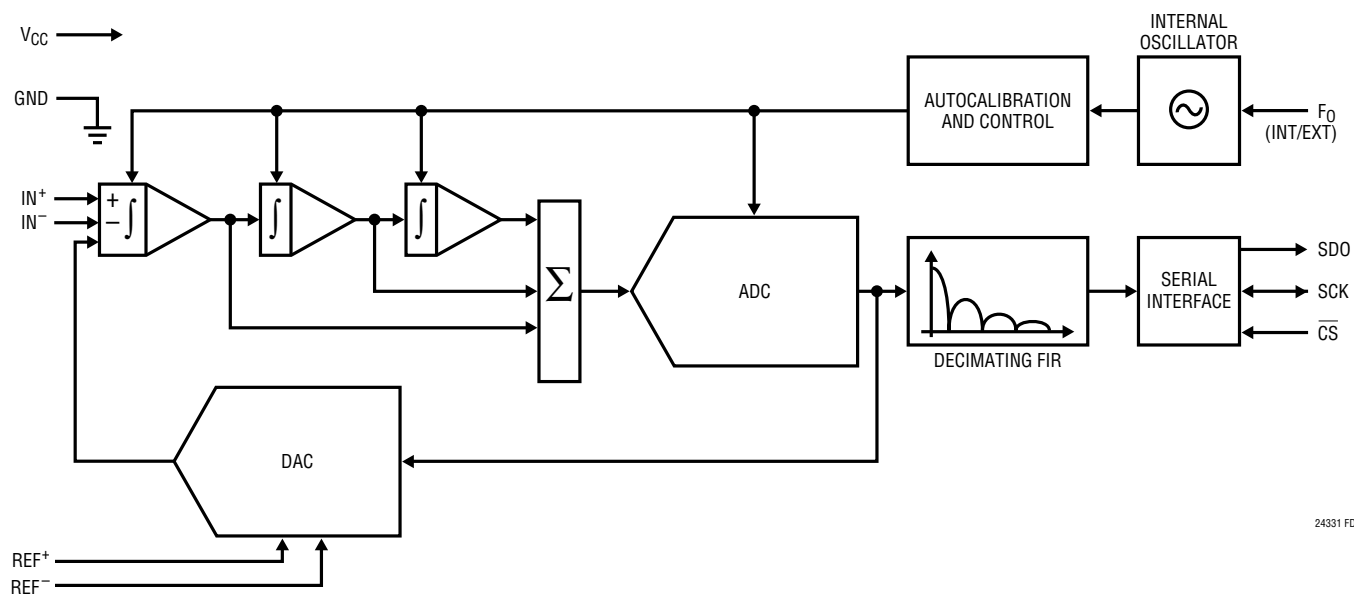 INTERNAL
OSCILLATOR
VCC
GND
AUTOCALIBRATION
AND CONTROL
FO
(INT/EXT)
IN+
IN−
+
−
∫
∫
∫
Σ
ADC
SERIAL
INTERFACE
SDO
SCK
C̅S̅
DECIMATING FIR
DAC
REF+
REF−
24331 FD